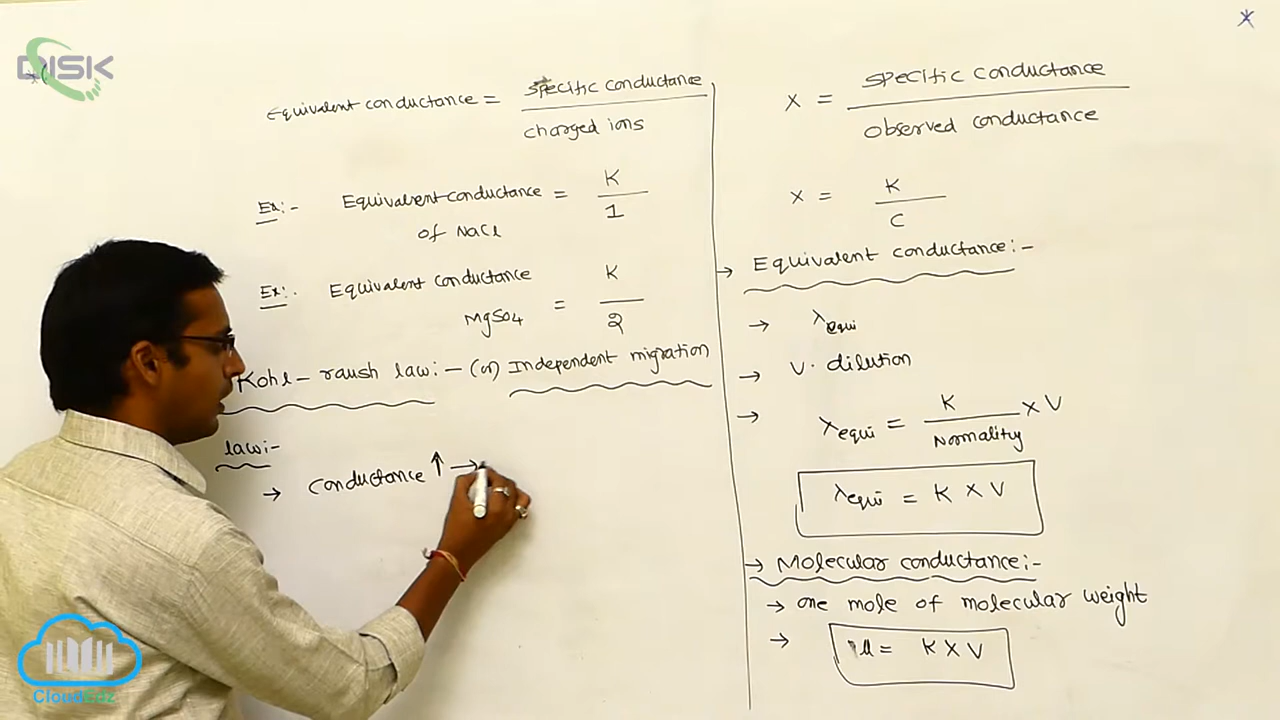 DISK
Equivalent conductance = specific conductance / charged ions
Ex:- Equivalent conductance of NaCl = K / 1
Ex:- Equivalent conductance MgSO4 = K / 2
Kohl-raush law:- (or) Independent migration
law:-
→ conductance ↑ →
x = specific conductance / observed conductance
x = K / C
→ Equivalent conductance:-
→ λequi
→ V. dilution
→ λequi = K / Normality x V
λequi = K x V
→ Molecular conductance:-
→ one mole of molecular weight
→ μ = K x V
CloudEdz